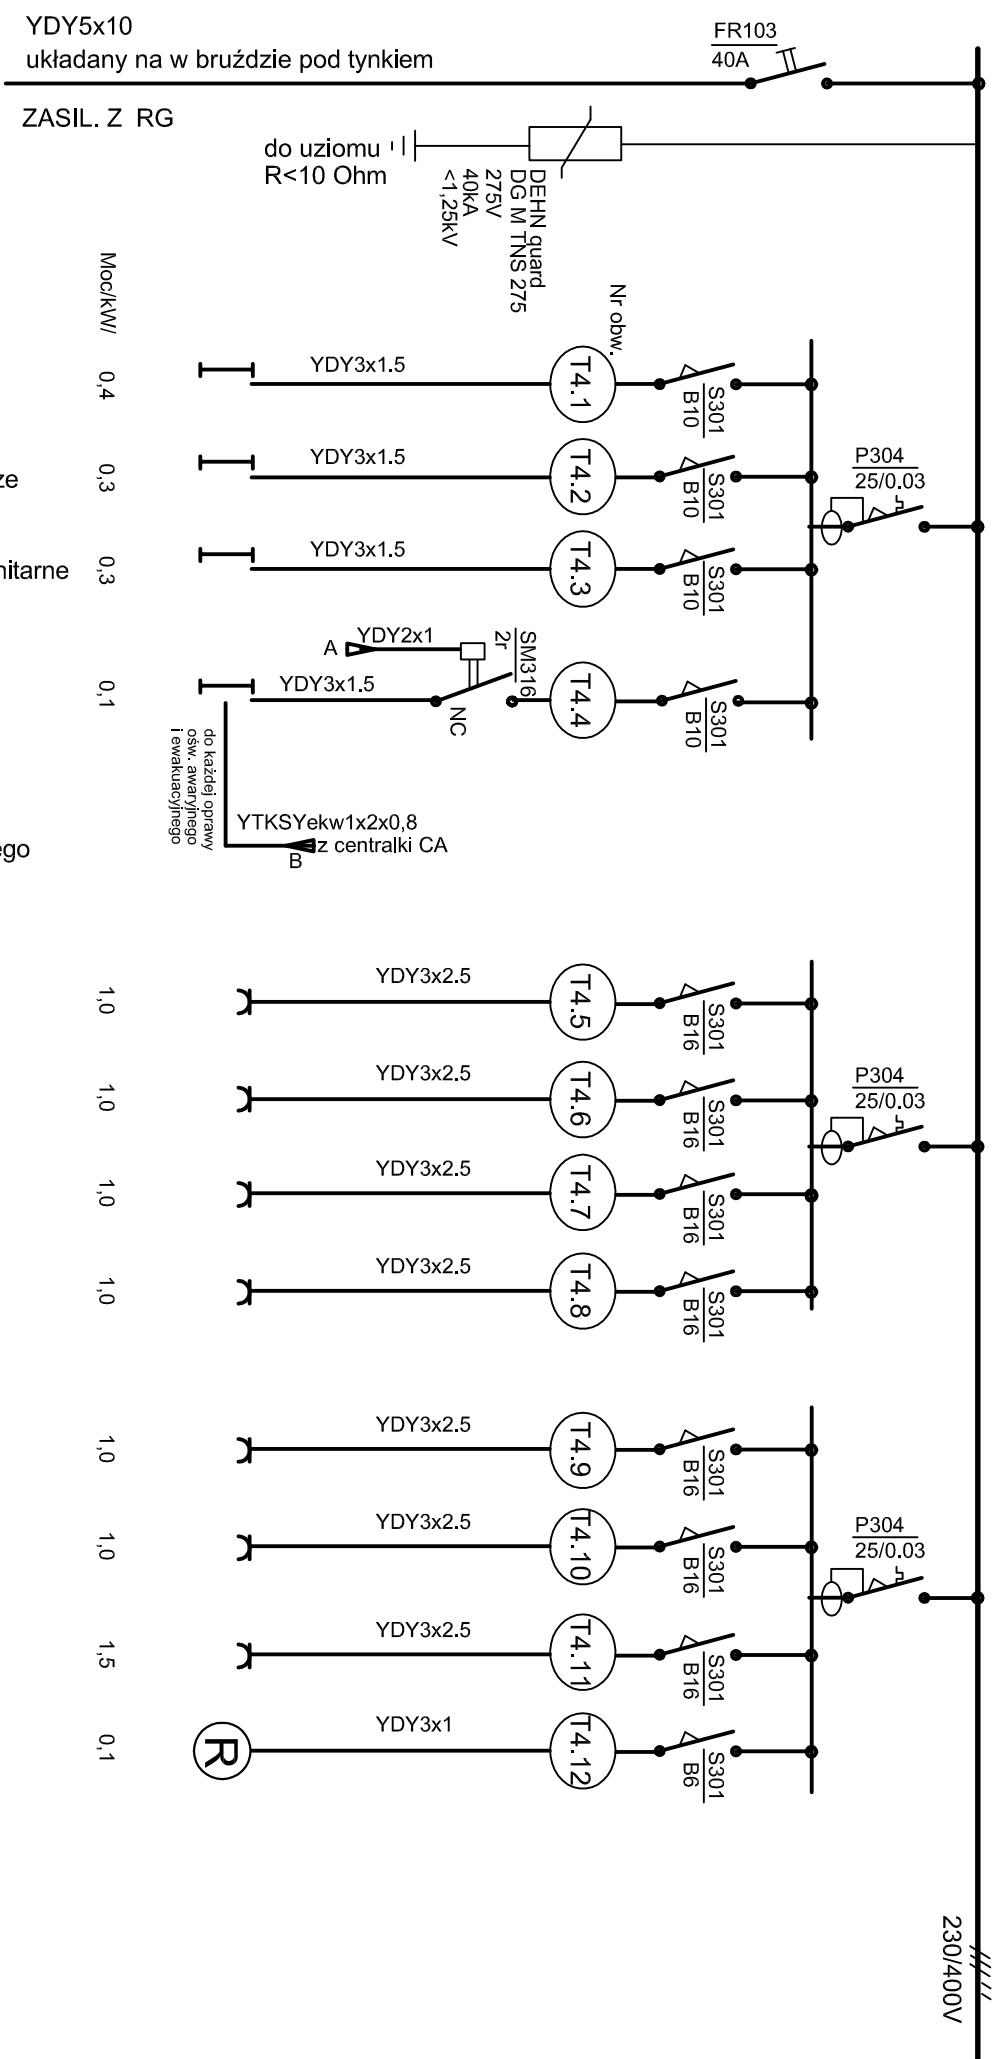 YDY5x10
układany na w bruździe pod tynkiem
ZASIL. Z RG
FR103
40A
do uziomu
R<10 Ohm
DEHN quard
DG M TNS 275
275V
40kA
<1,25kV
Nr obw.
Moc/kW/
0,4
YDY3x1.5
T4.1
S301
B10
P304
25/0.03
ze
0,3
YDY3x1.5
T4.2
S301
B10
nitarne
0,3
YDY3x1.5
T4.3
S301
B10
A
YDY2x1
SM316
2r
NC
0,1
YDY3x1.5
T4.4
S301
B10
do każdej oprawy
ośw. awaryjnego
i ewakuacyjnego
YTKSYekw1x2x0,8
z centralki CA
B
ego
1,0
YDY3x2.5
T4.5
S301
B16
P304
25/0.03
1,0
YDY3x2.5
T4.6
S301
B16
1,0
YDY3x2.5
T4.7
S301
B16
1,0
YDY3x2.5
T4.8
S301
B16
1,0
YDY3x2.5
T4.9
S301
B16
P304
25/0.03
1,0
YDY3x2.5
T4.10
S301
B16
1,5
YDY3x2.5
T4.11
S301
B16
0,1
R
YDY3x1
T4.12
S301
B6
230/400V